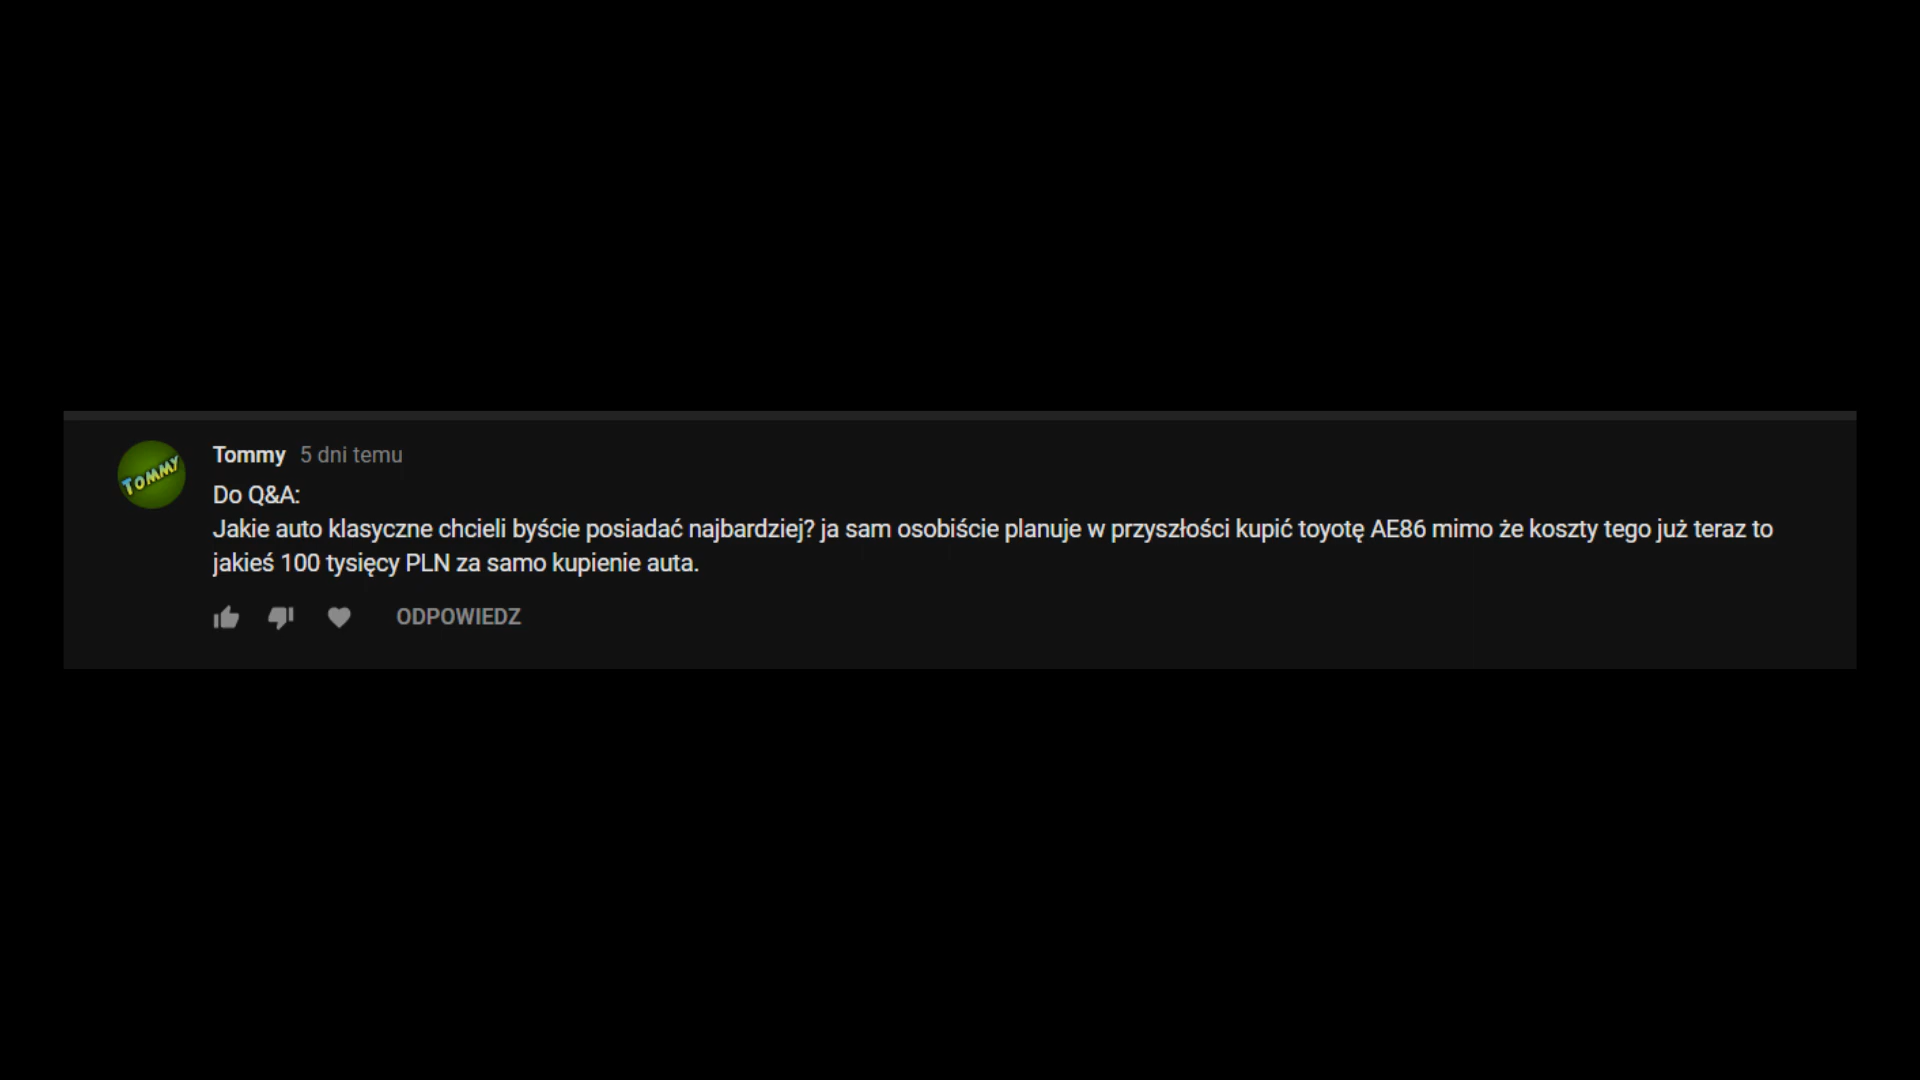 TOMMY
Tommy 5 dni temu
Do Q&A:
Jakie auto klasyczne chcieli byście posiadać najbardziej? ja sam osobiście planuje w przyszłości kupić toyotę AE86 mimo że koszty tego już teraz to
jakieś 100 tysięcy PLN za samo kupienie auta.
ODPOWIEDZ